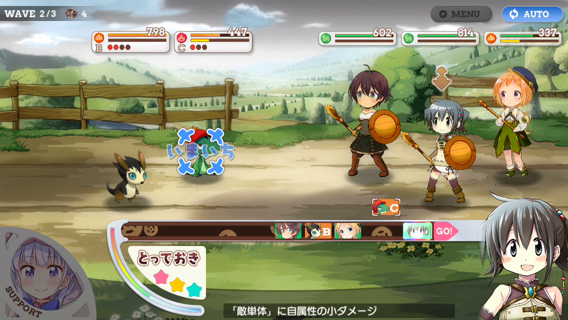 WAVE 2/3 4
MENU
AUTO
B 798
C 447
602
814
337
いまいち
C
B
GO!
とっておき
SUPPORT
「敵単体」に自属性の小ダメージ